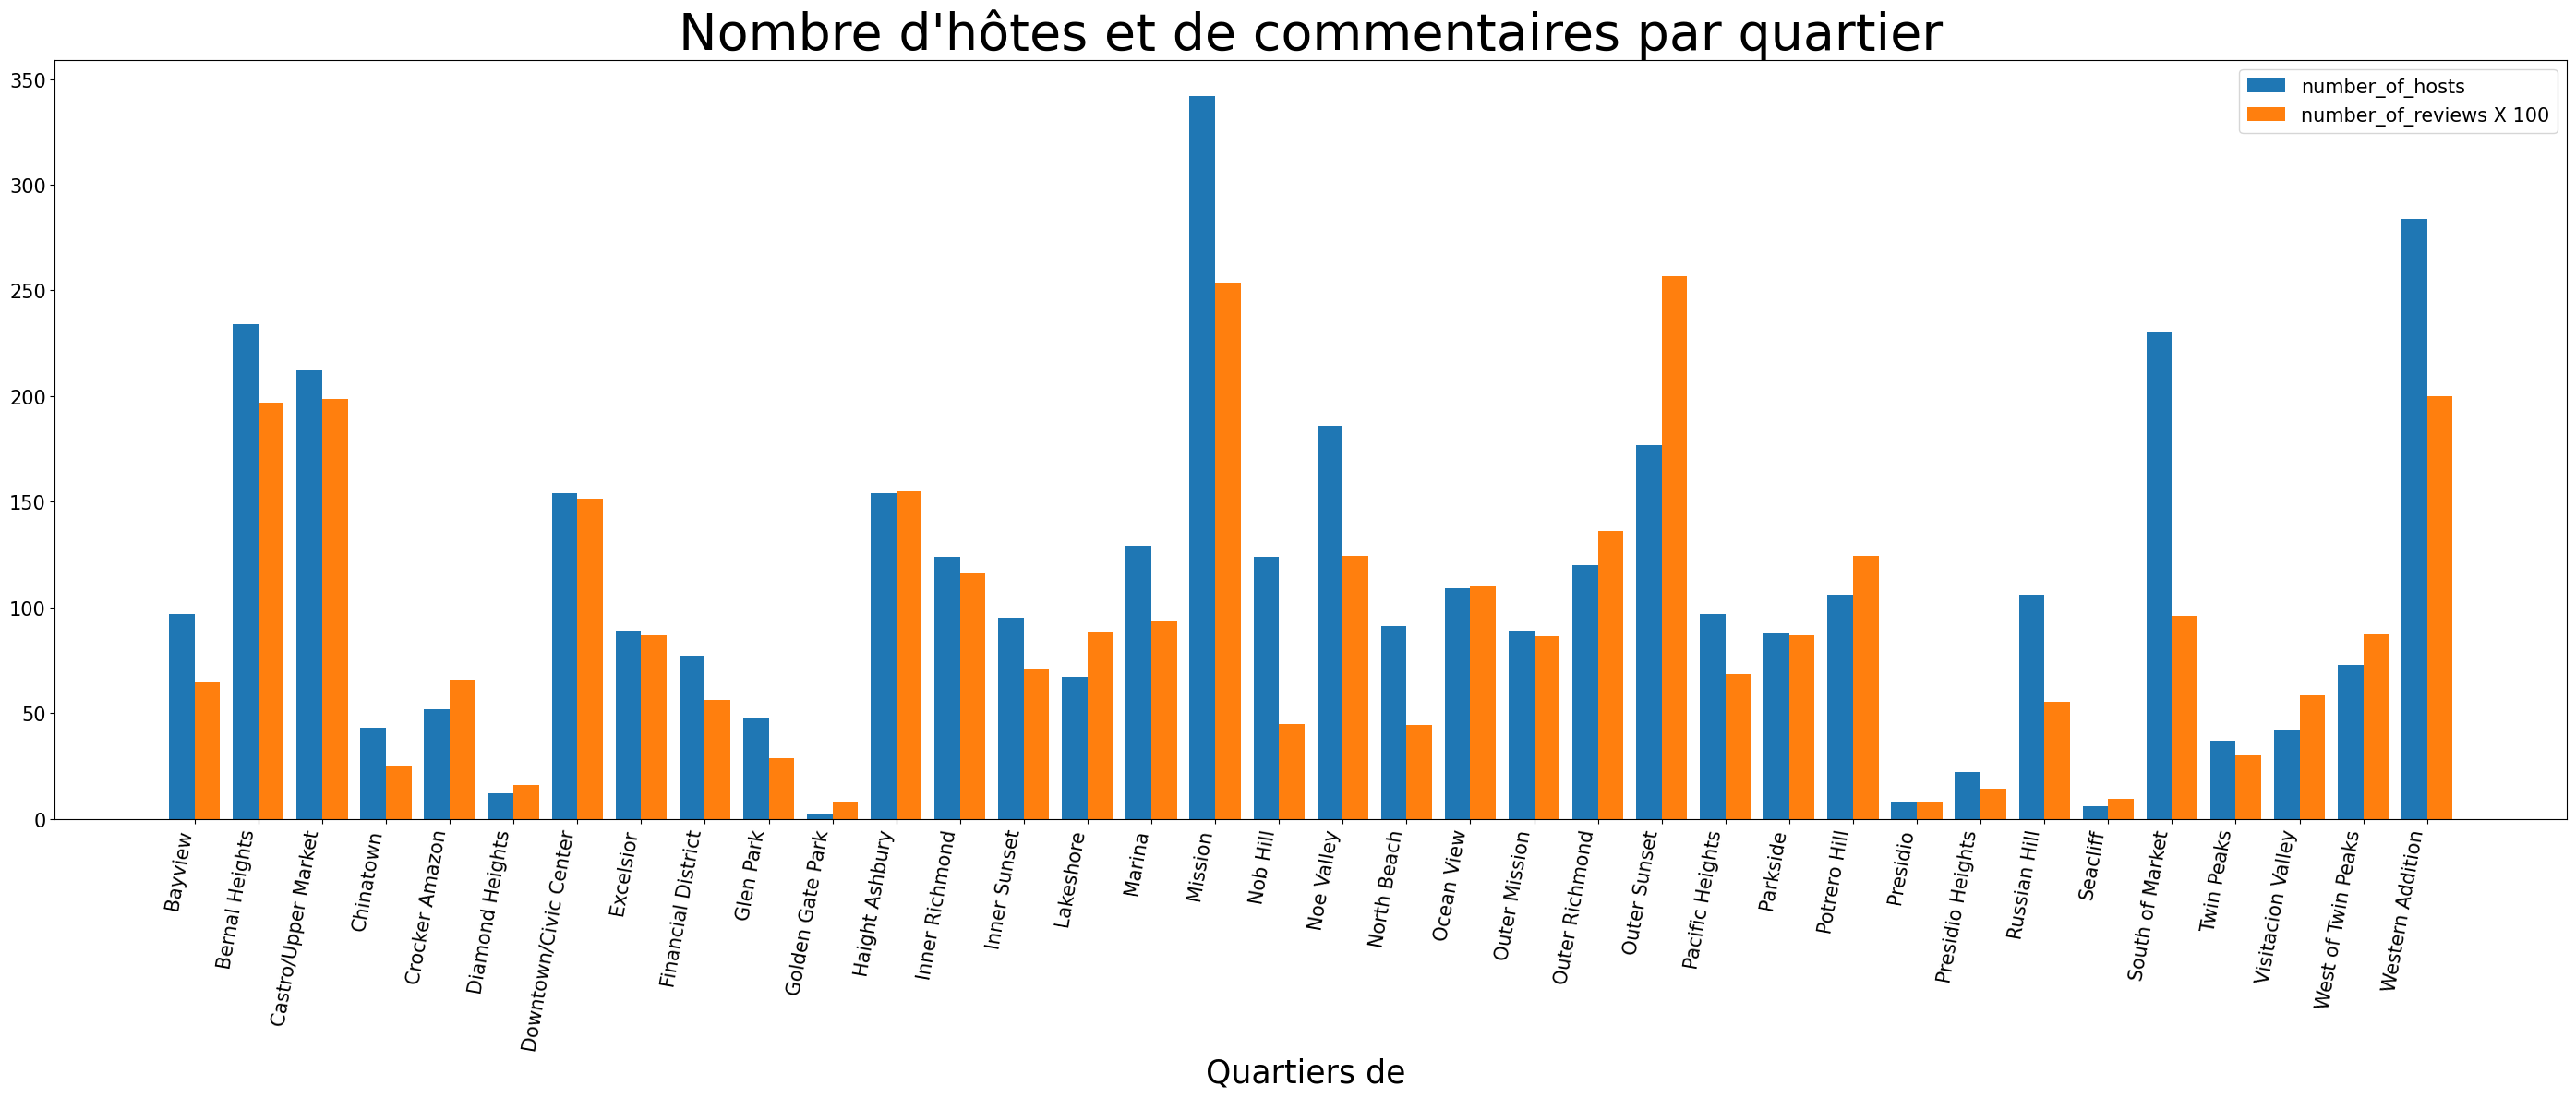 Nombre d'hôtes et de commentaires par quartier
number_of_hosts
number_of_reviews X 100
350
300
250
200
150
100
50
0
Bayview
Bernal Heights
Castro/Upper Market
Chinatown
Crocker Amazon
Diamond Heights
Downtown/Civic Center
Excelsior
Financial District
Glen Park
Golden Gate Park
Haight Ashbury
Inner Richmond
Inner Sunset
Lakeshore
Marina
Mission
Nob Hill
Noe Valley
North Beach
Ocean View
Outer Mission
Outer Richmond
Outer Sunset
Pacific Heights
Parkside
Potrero Hill
Presidio
Presidio Heights
Russian Hill
Seacliff
South of Market
Twin Peaks
Visitacion Valley
West of Twin Peaks
Western Addition
Quartiers de